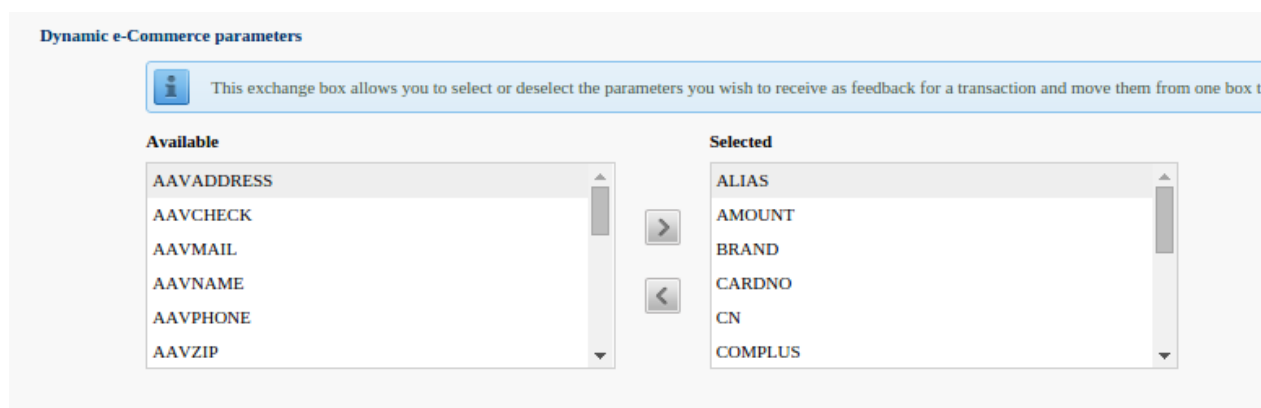 Dynamic e-Commerce parameters
This exchange box allows you to select or deselect the parameters you wish to receive as feedback for a transaction and move them from one box t
Available
Selected
AAVADDRESS
ALIAS
AAVCHECK
AMOUNT
AAVMAIL
BRAND
AAVNAME
CARDNO
AAVPHONE
CN
AAVZIP
COMPLUS